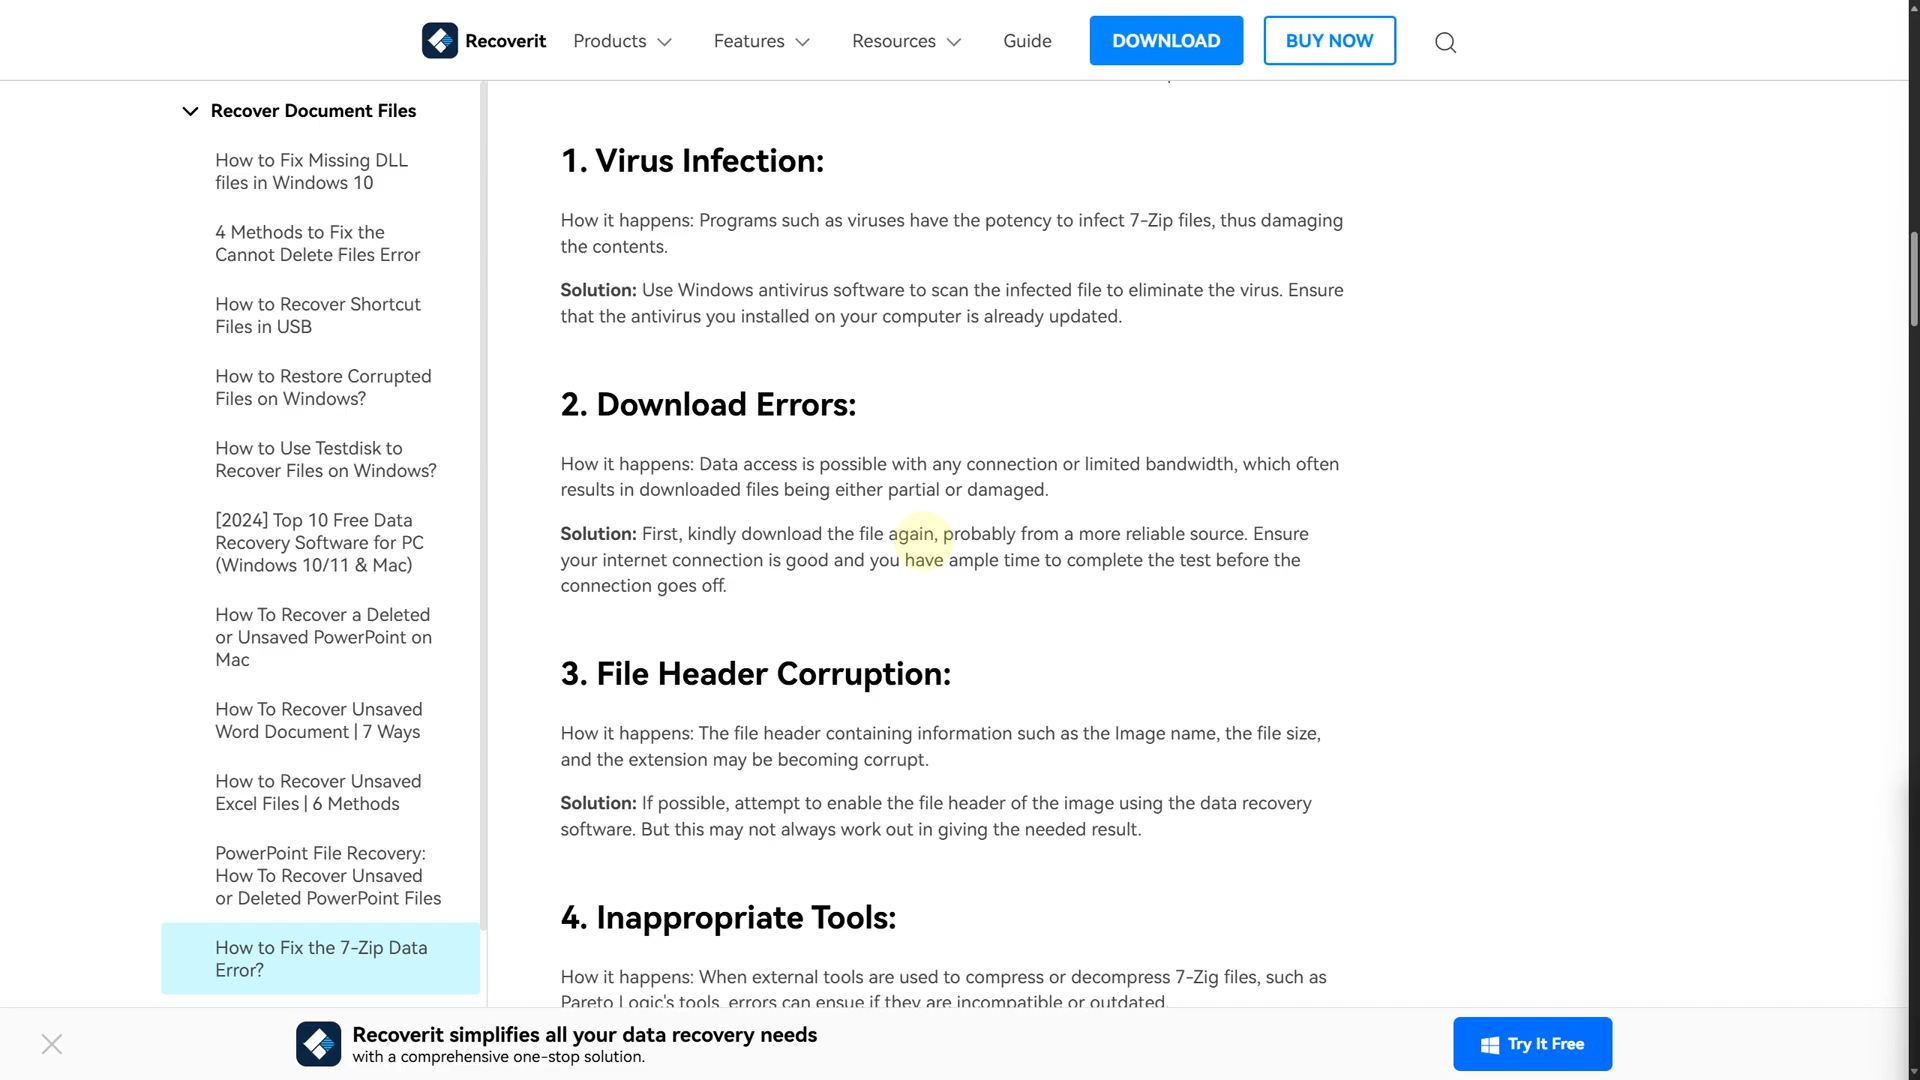 Recoverit Products Features Resources Guide DOWNLOAD BUY NOW
Recover Document Files
How to Fix Missing DLL
files in Windows 10
4 Methods to Fix the
Cannot Delete Files Error
How to Recover Shortcut
Files in USB
How to Restore Corrupted
Files on Windows?
How to Use Testdisk to
Recover Files on Windows?
[2024] Top 10 Free Data
Recovery Software for PC
(Windows 10/11 & Mac)
How To Recover a Deleted
or Unsaved PowerPoint on
Mac
How To Recover Unsaved
Word Document | 7 Ways
How to Recover Unsaved
Excel Files | 6 Methods
PowerPoint File Recovery:
How To Recover Unsaved
or Deleted PowerPoint Files
How to Fix the 7-Zip Data
Error?
1. Virus Infection:
How it happens: Programs such as viruses have the potency to infect 7-Zip files, thus damaging
the contents.
Solution: Use Windows antivirus software to scan the infected file to eliminate the virus. Ensure
that the antivirus you installed on your computer is already updated.
2. Download Errors:
How it happens: Data access is possible with any connection or limited bandwidth, which often
results in downloaded files being either partial or damaged.
Solution: First, kindly download the file again, probably from a more reliable source. Ensure
your internet connection is good and you have ample time to complete the test before the
connection goes off.
3. File Header Corruption:
How it happens: The file header containing information such as the Image name, the file size,
and the extension may be becoming corrupt.
Solution: If possible, attempt to enable the file header of the image using the data recovery
software. But this may not always work out in giving the needed result.
4. Inappropriate Tools:
How it happens: When external tools are used to compress or decompress 7-Zig files, such as
Pareto Logic's tools, errors can ensue if they are incompatible or outdated.
Recoverit simplifies all your data recovery needs
with a comprehensive one-stop solution.
Try It Free